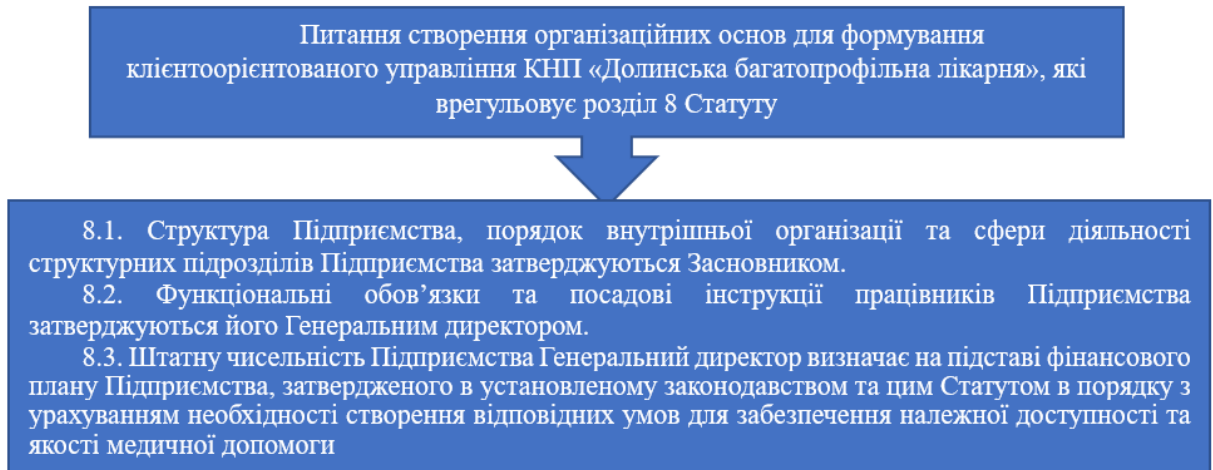 Питання створення організаційних основ для формування
клієнтоорієнтованого управління КНП «Долинська багатопрофільна лікарня», які
врегульовує розділ 8 Статуту
8.1. Структура Підприємства, порядок внутрішньої організації та сфери діяльності
структурних підрозділів Підприємства затверджуються Засновником.
8.2. Функціональні обов’язки та посадові інструкції працівників Підприємства
затверджуються його Генеральним директором.
8.3. Штатну чисельність Підприємства Генеральний директор визначає на підставі фінансового
плану Підприємства, затвердженого в установленому законодавством та цим Статутом в порядку з
урахуванням необхідності створення відповідних умов для забезпечення належної доступності та
якості медичної допомоги